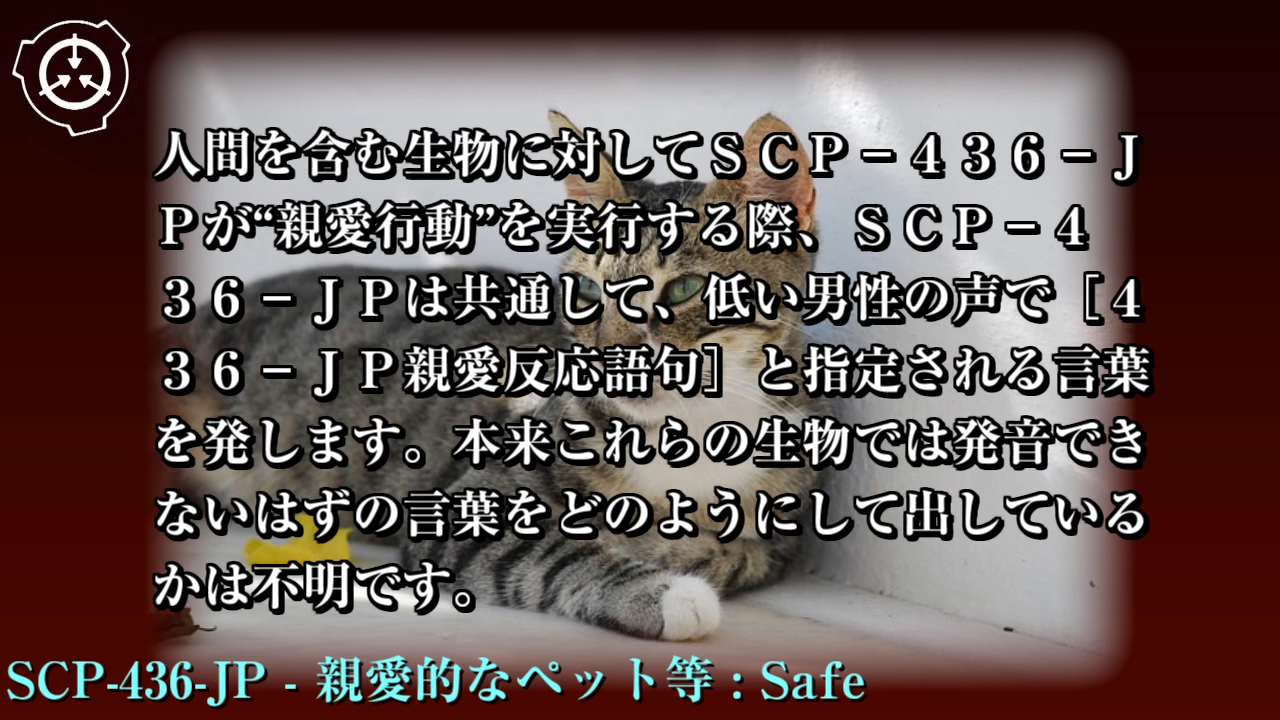 人間を含む生物に対してＳＣＰ－４３６－Ｊ
Ｐが“親愛行動”を実行する際、ＳＣＰ－４
３６－ＪＰは共通して、低い男性の声で［４
３６－ＪＰ親愛反応語句］と指定される言葉
を発します。本来これらの生物では発音でき
ないはずの言葉をどのようにして出している
かは不明です。
SCP-436-JP - 親愛的なペット等 : Safe